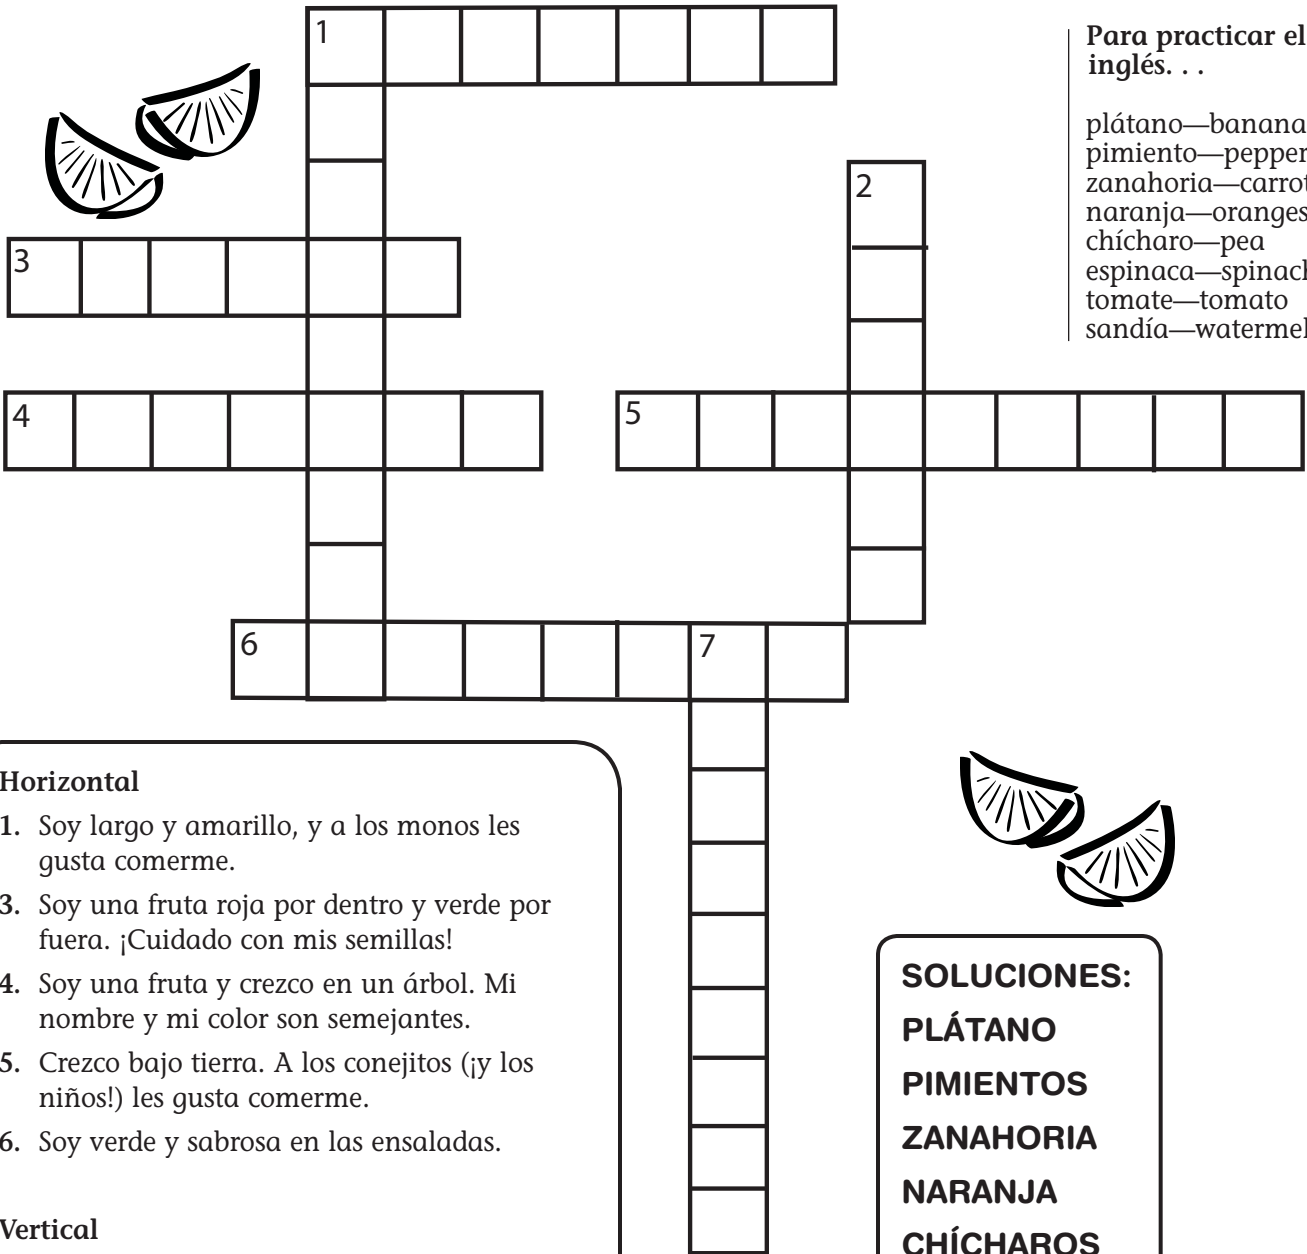 1
2
3
4
5
6
7
Para practicar el
inglés. . .
plátano—banana
pimiento—pepper
zanahoria—carrot
naranja—oranges
chícharo—pea
espinaca—spinach
tomate—tomato
sandía—watermel
Horizontal
1. Soy largo y amarillo, y a los monos les
gusta comerme.
3. Soy una fruta roja por dentro y verde por
fuera. ¡Cuidado con mis semillas!
4. Soy una fruta y crezco en un árbol. Mi
nombre y mi color son semejantes.
5. Crezco bajo tierra. A los conejitos (¡y los
niños!) les gusta comerme.
6. Soy verde y sabrosa en las ensaladas.
Vertical
SOLUCIONES:
PLÁTANO
PIMIENTOS
ZANAHORIA
NARANJA
CHÍCHAROS